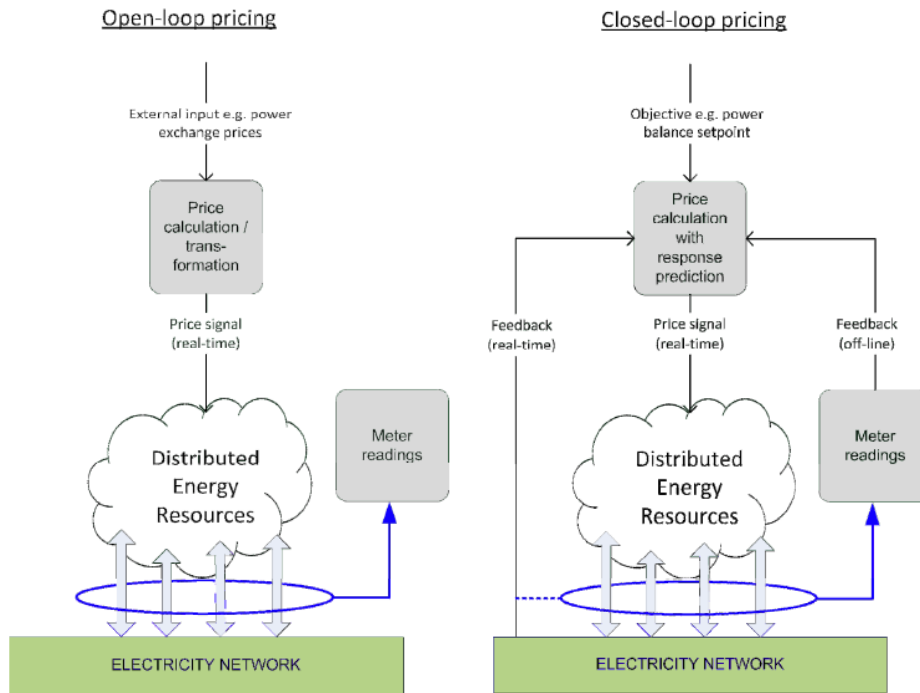 Open-loop pricing
External input e.g. power
exchange prices
Price
calculation /
trans-
formation
Price signal
(real-time)
Distributed
Energy
Resources
Meter
readings
ELECTRICITY NETWORK
Closed-loop pricing
Objective e.g. power
balance setpoint
Price
calculation
with
response
prediction
Feedback
(real-time)
Price signal
(real-time)
Feedback
(off-line)
Distributed
Energy
Resources
Meter
readings
ELECTRICITY NETWORK